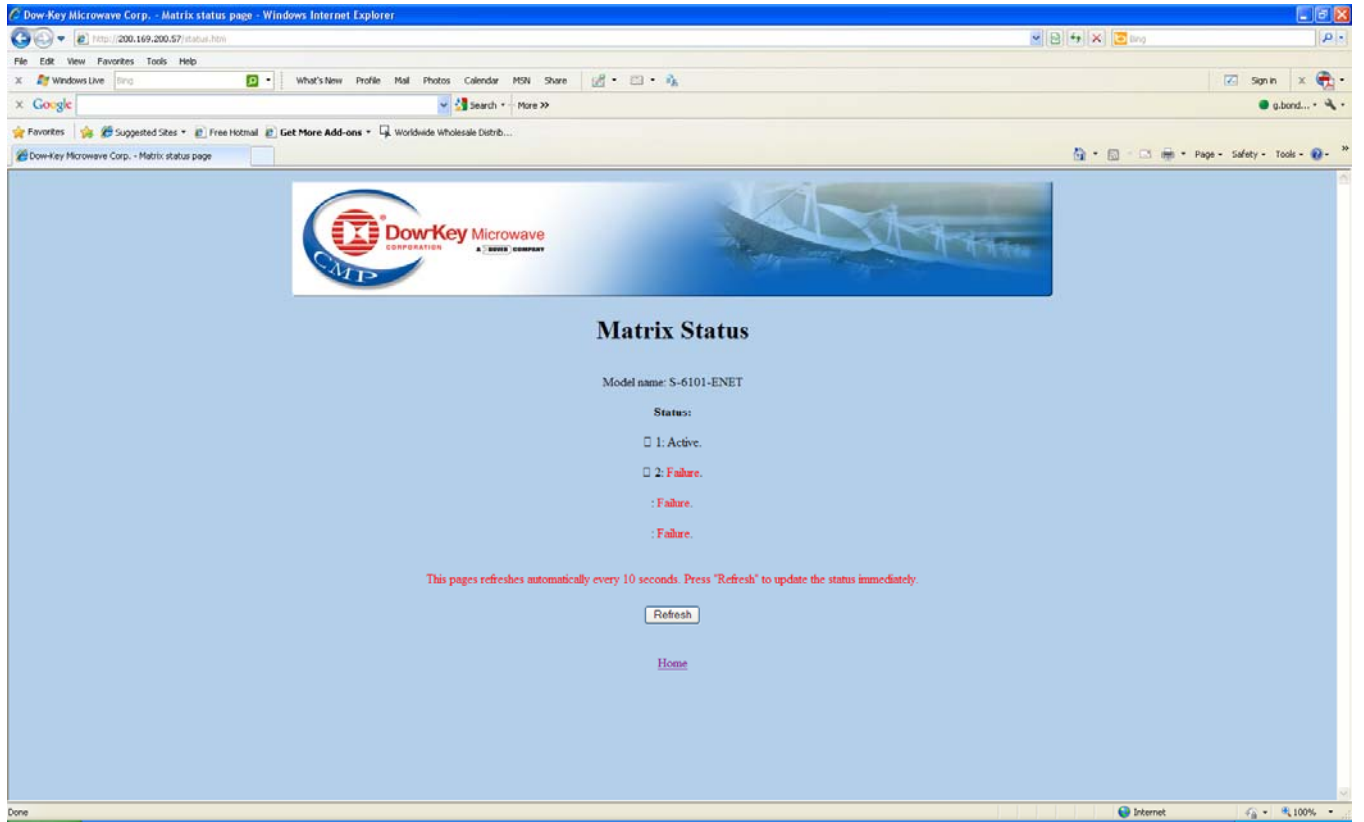 Dow-Key Microwave Corp. - Matrix status page - Windows Internet Explorer
http://200.169.200.57/status.htm
Bing
File Edit View Favorites Tools Help
x Windows Live Bing What's New Profile Mail Photos Calendar MSN Share Sign in x
x Google Search More >> g.bond...
Favorites Suggested Sites Free Hotmail Get More Add-ons Worldwide Wholesale Distrib...
Dow-Key Microwave Corp. - Matrix status page Page Safety Tools
Dow-Key Microwave
CORPORATION A DOVER COMPANY
CMP
Matrix Status
Model name: S-6101-ENET
Status:
□ 1: Active.
□ 2: Failure.
: Failure.
: Failure.
This pages refreshes automatically every 10 seconds. Press "Refresh" to update the status immediately.
Refresh
Home
Done Internet 100%